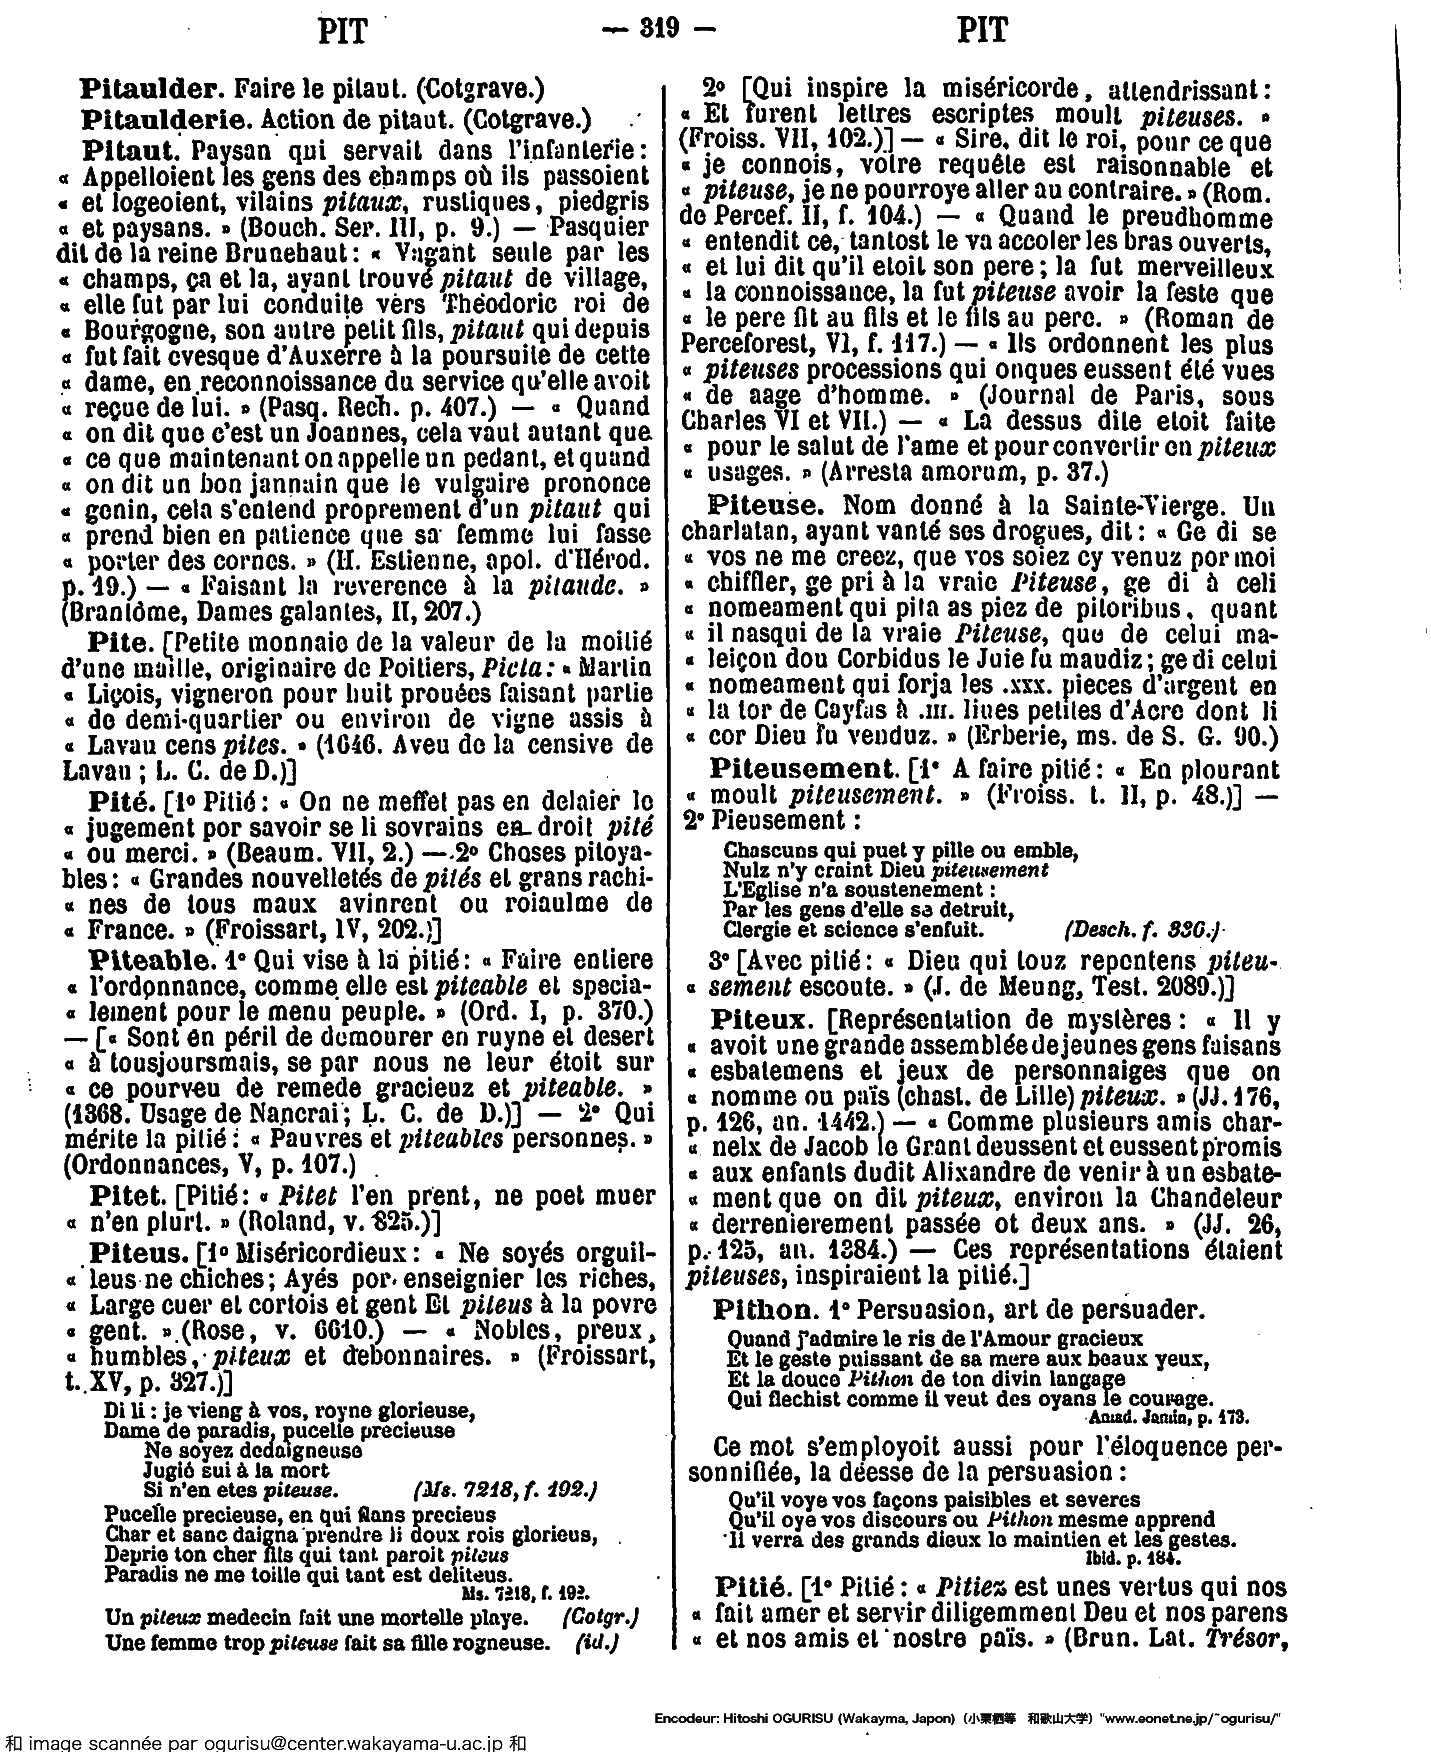 PIT — 319 — PIT
Pitaulder. Faire le pitaut. (Cotgrave.)
Pitaulderie. Action de pitaut. (Cotgrave.)
Pitaut. Paysan qui servait dans l'infanterie :
« Appelloient les gens des champs où ils passoient
« et logeoient, vilains pitaux, rustiques, piedgris
« et paysans. » (Bouch. Ser. III, p. 9.) — Pasquier
dit de la reine Brunehaut : « Vagant seule par les
« champs, ça et la, ayant trouvé pitaut de village,
« elle fut par lui conduite vers Théodoric roi de
« Bourgogne, son autre petit fils, pitaut qui depuis
« fut fait evesque d'Auxerre à la poursuite de cette
« dame, en reconnoissance du service qu'elle avoit
« reçue de lui. » (Pasq. Rech. p. 407.) — « Quand
« on dit que c'est un Joannes, cela vaut autant que
« ce que maintenant on appelle un pedant, et quand
« on dit un bon jannain que le vulgaire prononce
« genin, cela s'entend proprement d'un pitaut qui
« prend bien en patience que sa femme lui fasse
« porter des cornes. » (H. Estienne, apol. d'Hérod.
p. 19.) — « Faisant la reverence à la pitaude. »
(Brantôme, Dames galantes, II, 207.)
Pite. [Petite monnaie de la valeur de la moitié
d'une maille, originaire de Poitiers, Picta : « Martin
« Liçois, vigneron pour huit prouées faisant partie
« de demi-quartier ou environ de vigne assis à
« Lavau cens pites. » (1646. Aveu de la censive de
Lavau ; L. C. de D.)]
Pité. [1º Pitié : « On ne meffet pas en delaier le
« jugement por savoir se li sovrains en droit pité
« ou merci. » (Beaum. VII, 2.) — 2º Choses pitoya-
bles : « Grandes nouvelletés de pités et grans rachi-
« nes de tous maux avinrent ou roiaulme de
« France. » (Froissart, IV, 202.)]
Piteable. 1º Qui vise à la pitié : « Faire entiere
« l'ordonnance, comme elle est piteable et specia-
« lement pour le menu peuple. » (Ord. I, p. 370.)
— [« Sont en péril de demourer en ruyne et desert
« à tousjoursmais, se par nous ne leur étoit sur
« ce pourveu de remede gracieuz et piteable. »
(1368. Usage de Nancrai ; L. C. de D.)] — 2º Qui
mérite la pitié : « Pauvres et piteables personnes. »
(Ordonnances, V, p. 107.)
Pitet. [Pitié : « Pitet l'en prent, ne poet muer
« n'en plurt. » (Roland, v. 825.)]
Piteus. [1º Miséricordieux : « Ne soyés orguil-
« leus ne chiches ; Ayés por enseignier les riches,
« Large cuer et cortois et gent Et piteus à la povre
« gent. » (Rose, v. 6610.) — « Nobles, preux,
« humbles, piteux et debonnaires. » (Froissart,
t. XV, p. 327.)]
Di li : je vieng à vos, royne glorieuse,
Dame de paradis, pucelle precieuse
Ne soyez dedaigneuse
Jugié sui à la mort
Si n'en etes piteuse. (Ms. 7218, f. 192.)
Pucelle precieuse, en qui flans precieus
Char et sanc daigna prendre li doux rois glorieus,
Deprie ton cher fils qui tant paroit piteus
Paradis ne me toille qui tant est deliteus.
Ms. 7218, f. 192.
Un piteux medecin fait une mortelle playe. (Cotgr.)
Une femme trop piteuse fait sa fille rogneuse. (id.)
2º [Qui inspire la miséricorde, attendrissant :
« Et furent lettres escriptes moult piteuses. »
(Froiss. VII, 102.)] — « Sire, dit le roi, pour ce que
« je connois, votre requête est raisonnable et
« piteuse, je ne pourroye aller au contraire. » (Rom.
de Percef. II, f. 104.) — « Quand le preudhomme
« entendit ce, tantost le va accoler les bras ouverts,
« et lui dit qu'il etoit son pere ; la fut merveilleux
« la connoissance, la fut piteuse avoir la feste que
« le pere fit au fils et le fils au pere. » (Roman de
Perceforest, VI, f. 117.) — « Ils ordonnent les plus
« piteuses processions qui onques eussent été vues
« de aage d'homme. » (Journal de Paris, sous
Charles VI et VII.) — « La dessus dite etoit faite
« pour le salut de l'ame et pour convertir en piteux
« usages. » (Arresta amorum, p. 37.)
Piteuse. Nom donné à la Sainte-Vierge. Un
charlatan, ayant vanté ses drogues, dit : « Ge di se
« vos ne me creez, que vos soiez cy venuz por moi
« chiffler, ge pri à la vraie Piteuse, ge di à celi
« nomeament qui pita as piez de piloribus, quant
« il nasqui de la vraie Piteuse, que de celui ma-
« leiçon dou Corbidus le Juie fu maudiz ; ge di celui
« nomeament qui forja les .xxx. pieces d'argent en
« la tor de Cayfas à .III. liues petites d'Acre dont li
« cor Dieu fu venduz. » (Erberie, ms. de S. G. 90.)
Piteusement. [1º A faire pitié : « En plourant
« moult piteusement. » (Froiss. t. II, p. 48.)] —
2º Pieusement :
Chascuns qui puet y pille ou emble,
Nulz n'y craint Dieu piteusement
L'Eglise n'a soustenement :
Par les gens d'elle sa detruit,
Clergie et science s'enfuit. (Desch. f. 336.)
3º [Avec pitié : « Dieu qui touz repentens piteu-
« sement escoute. » (J. de Meung, Test. 2089.)]
Piteux. [Représentation de mystères : « Il y
« avoit une grande assemblée de jeunes gens faisans
« esbatemens et jeux de personnaiges que on
« nomme ou païs (chast. de Lille) piteux. » (JJ. 176,
p. 126, an. 1442.) — « Comme plusieurs amis char-
« nelx de Jacob le Grant deussent et eussent promis
« aux enfants dudit Alixandre de venir à un esbate-
« ment que on dit piteux, environ la Chandeleur
« derrenierement passée ot deux ans. » (JJ. 26,
p. 125, an. 1384.) — Ces représentations étaient
piteuses, inspiraient la pitié.]
Pithon. 1º Persuasion, art de persuader.
Quand j'admire le ris de l'Amour gracieux
Et le geste puissant de sa mere aux beaux yeux,
Et la douce Pithon de ton divin langage
Qui flechist comme il veut des oyans le courage.
Amad. Jamin, p. 173.
Ce mot s'employoit aussi pour l'éloquence per-
sonnifiée, la déesse de la persuasion :
Qu'il voye vos façons paisibles et severes
Qu'il oye vos discours ou Pithon mesme apprend
Il verra des grands dieux le maintien et les gestes.
Ibid. p. 184.
Pitié. [1º Pitié : « Pitiez est unes vertus qui nos
« fait amer et servir diligemment Deu et nos parens
« et nos amis et nostre païs. » (Brun. Lat. Trésor,
Encodeur: Hitoshi OGURISU (Wakayma, Japon) (小栗栖等 和歌山大学) "www.eonet.ne.jp/~ogurisu/"
和 image scannée par ogurisu@center.wakayama-u.ac.jp 和